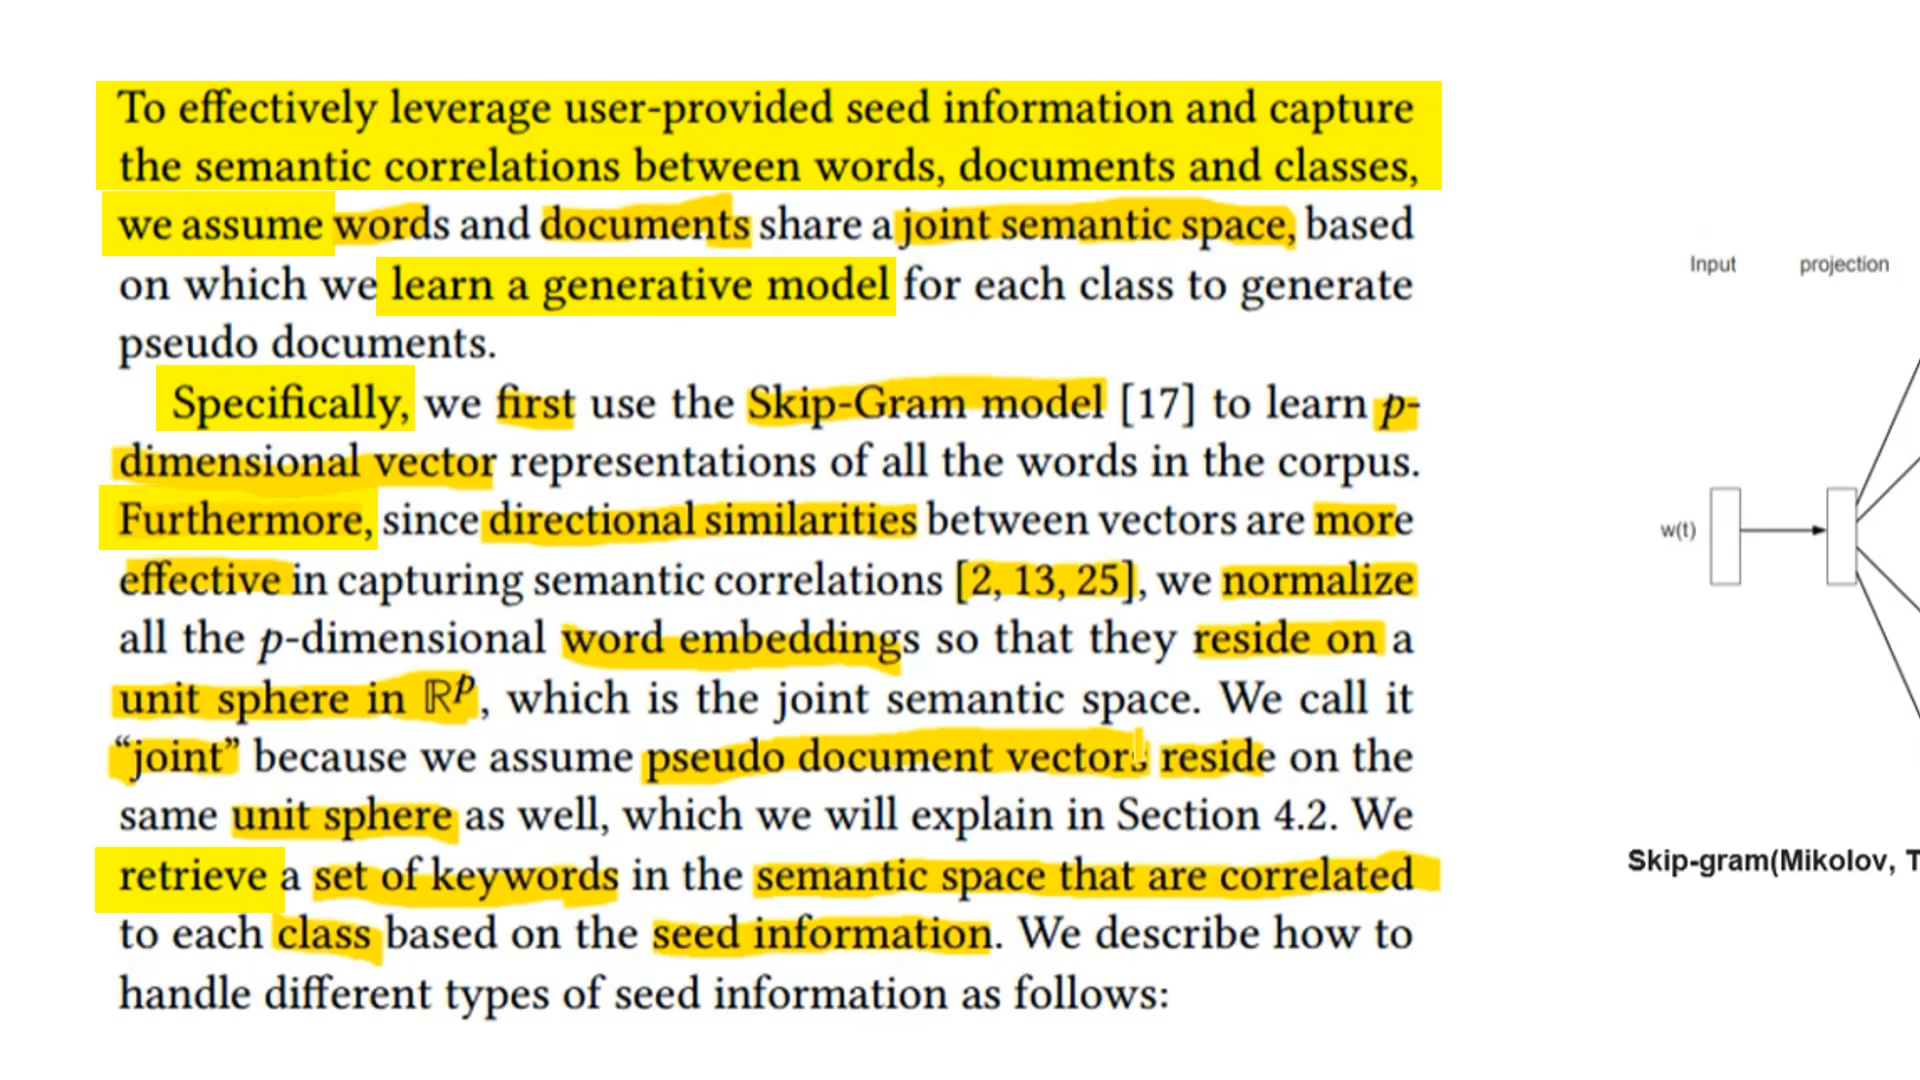 To effectively leverage user-provided seed information and capture
the semantic correlations between words, documents and classes,
we assume words and documents share a joint semantic space, based
on which we learn a generative model for each class to generate
pseudo documents.
Specifically, we first use the Skip-Gram model [17] to learn p-
dimensional vector representations of all the words in the corpus.
Furthermore, since directional similarities between vectors are more
effective in capturing semantic correlations [2, 13, 25], we normalize
all the p-dimensional word embeddings so that they reside on a
unit sphere in ℝᵖ, which is the joint semantic space. We call it
“joint” because we assume pseudo document vectors reside on the
same unit sphere as well, which we will explain in Section 4.2. We
retrieve a set of keywords in the semantic space that are correlated
to each class based on the seed information. We describe how to
handle different types of seed information as follows:
Input projection
w(t)
Skip-gram(Mikolov, T